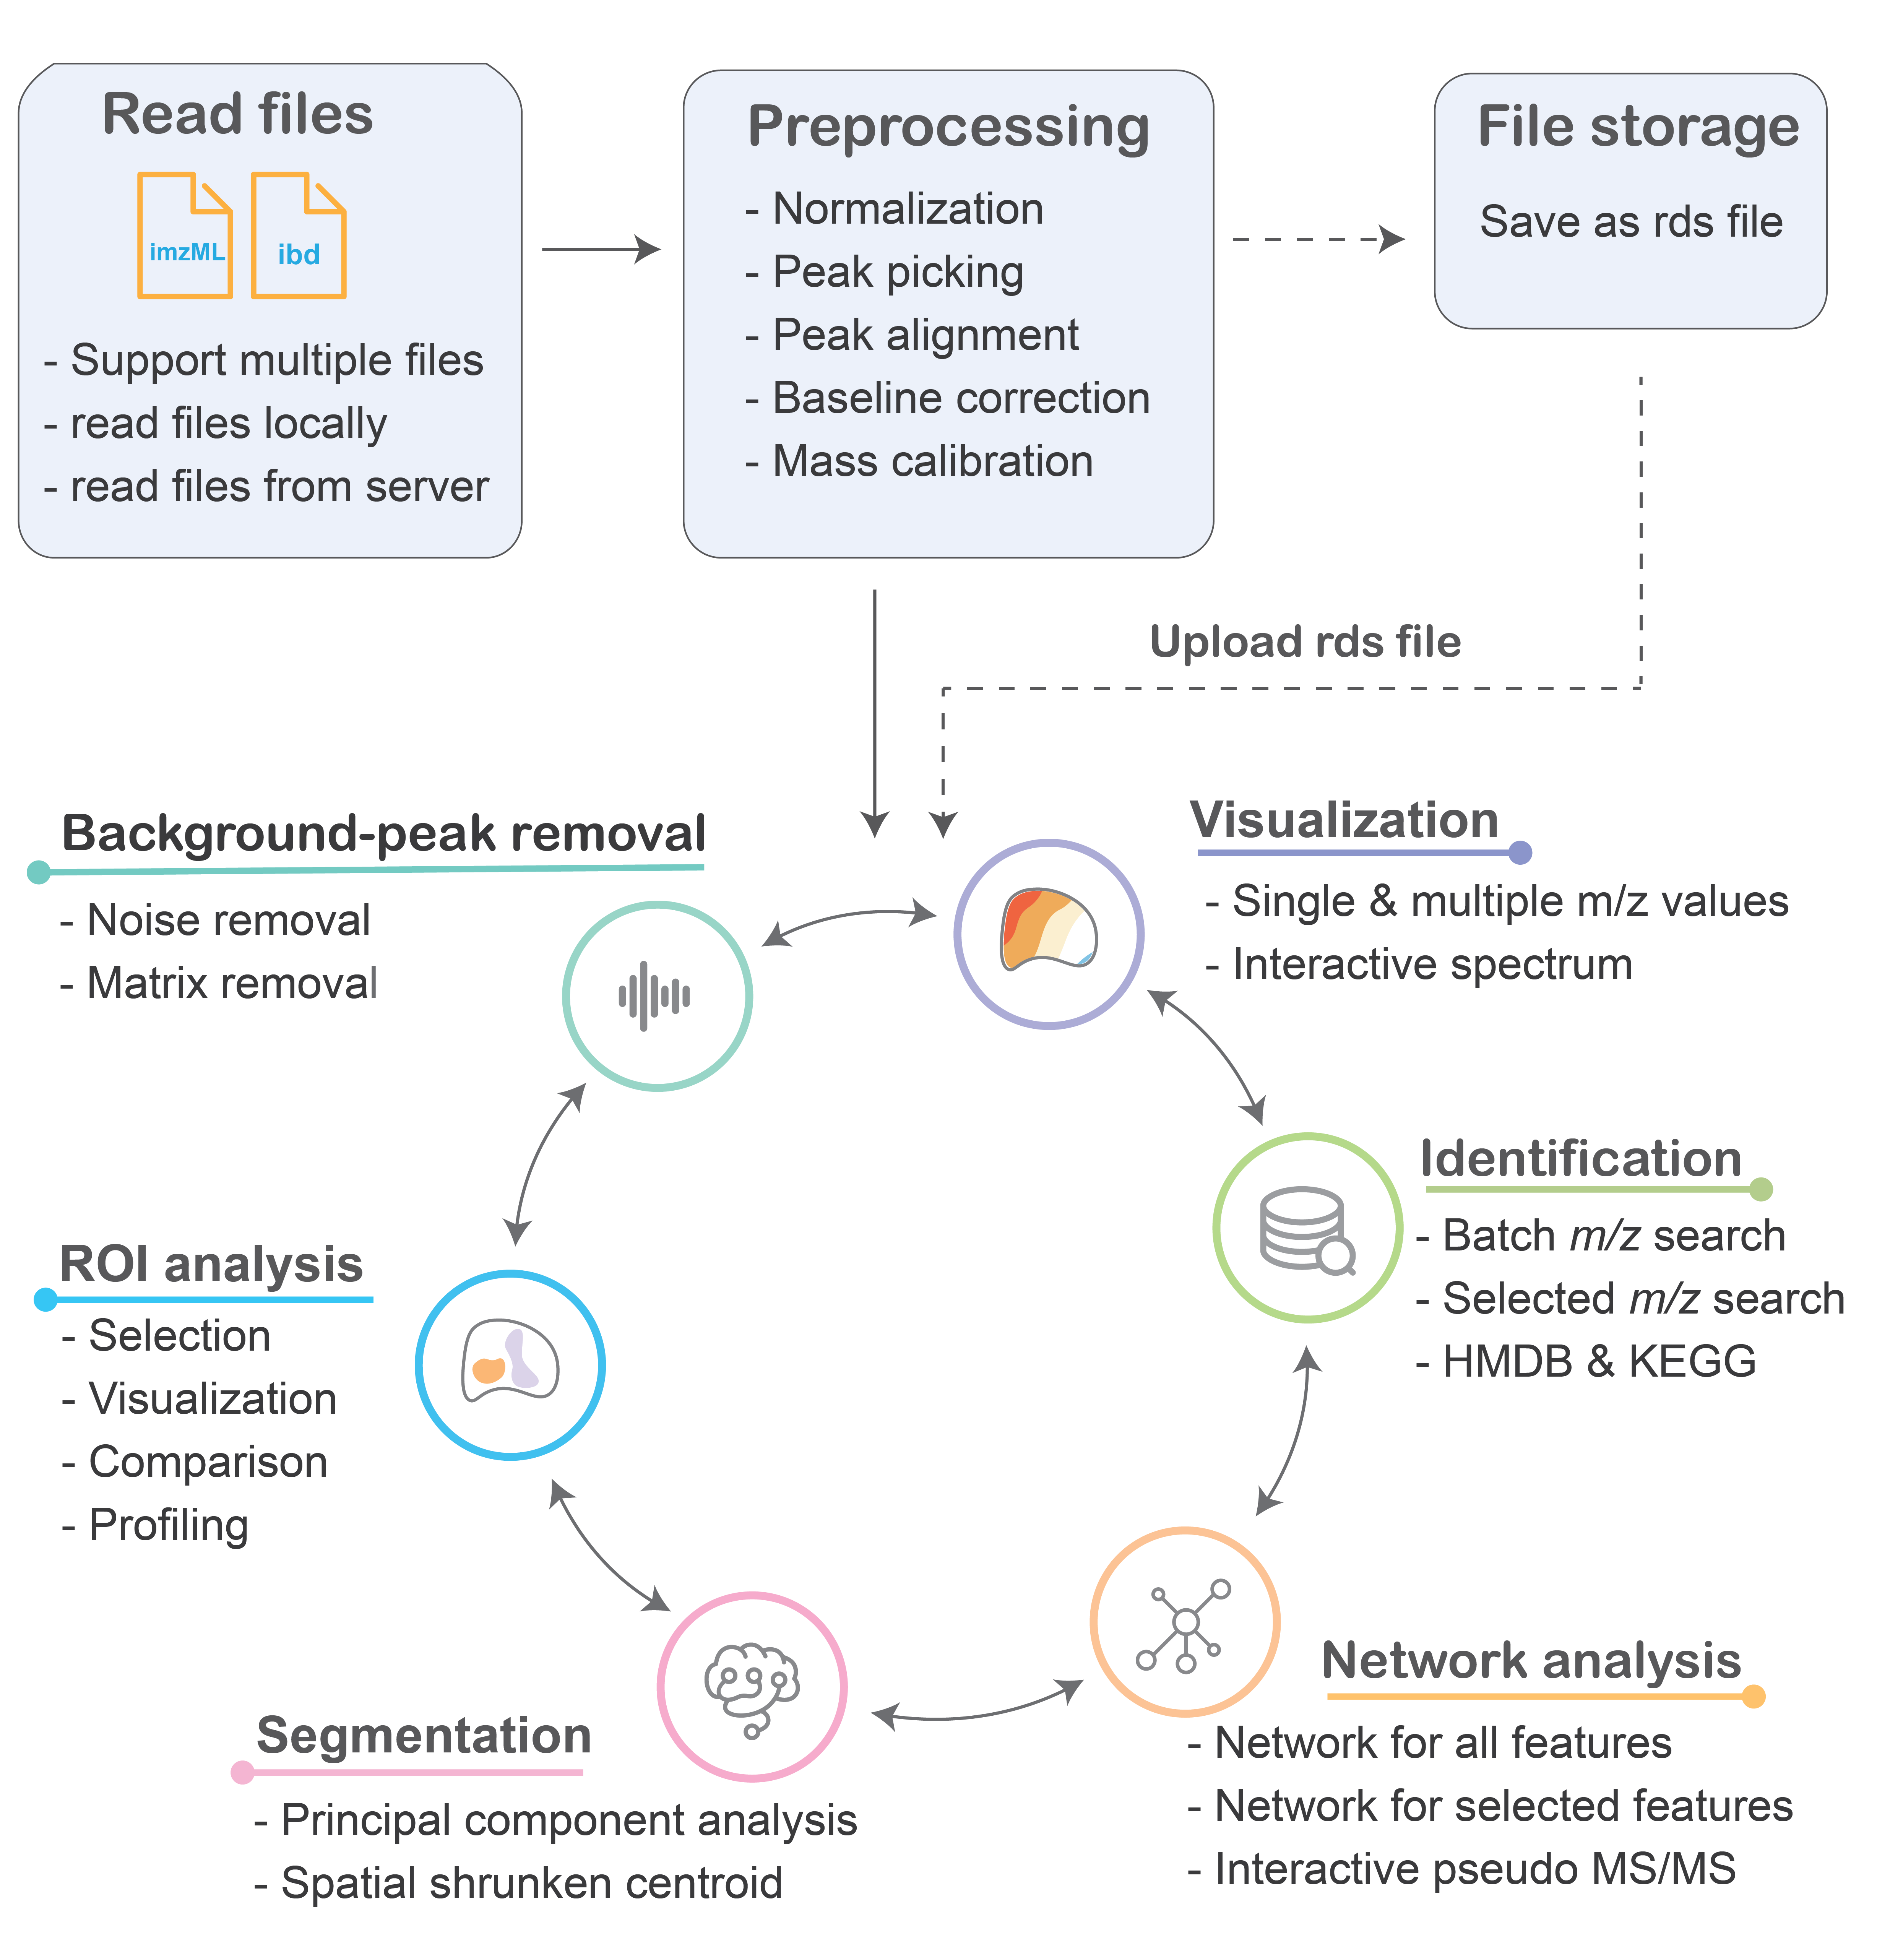 Read files
imzML
ibd
- Support multiple files
- read files locally
- read files from server
Preprocessing
- Normalization
- Peak picking
- Peak alignment
- Baseline correction
- Mass calibration
File storage
Save as rds file
Upload rds file
Background-peak removal
- Noise removal
- Matrix removal
Visualization
- Single & multiple m/z values
- Interactive spectrum
Identification
- Batch m/z search
- Selected m/z search
- HMDB & KEGG
ROI analysis
- Selection
- Visualization
- Comparison
- Profiling
Network analysis
- Network for all features
- Network for selected features
- Interactive pseudo MS/MS
Segmentation
- Principal component analysis
- Spatial shrunken centroid